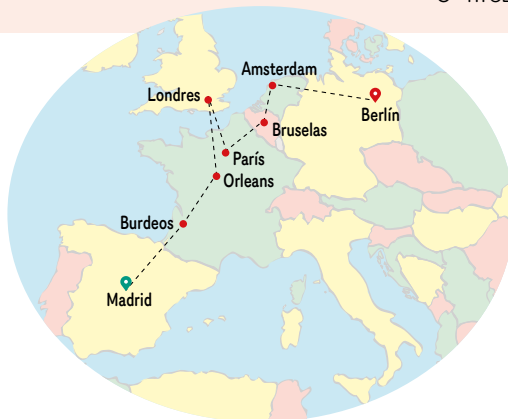 Amsterdam
Londres
Berlín
Bruselas
París
Orleans
Burdeos
Madrid